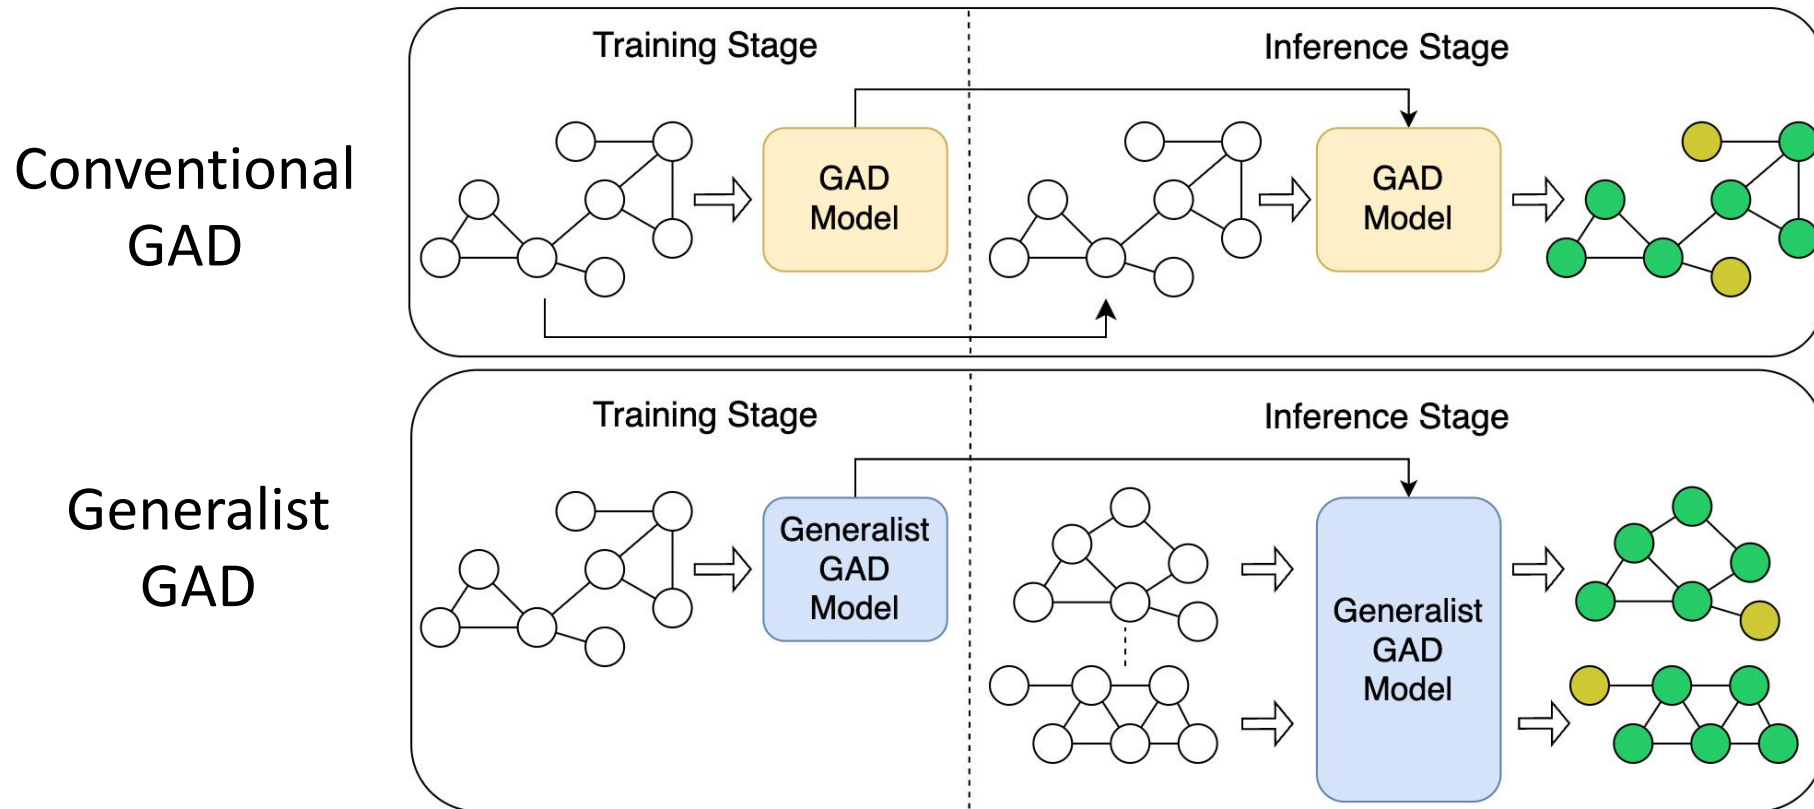 Conventional
GAD
Training Stage
Inference Stage
GAD
Model
GAD
Model
Generalist
GAD
Training Stage
Inference Stage
Generalist
GAD
Model
Generalist
GAD
Model